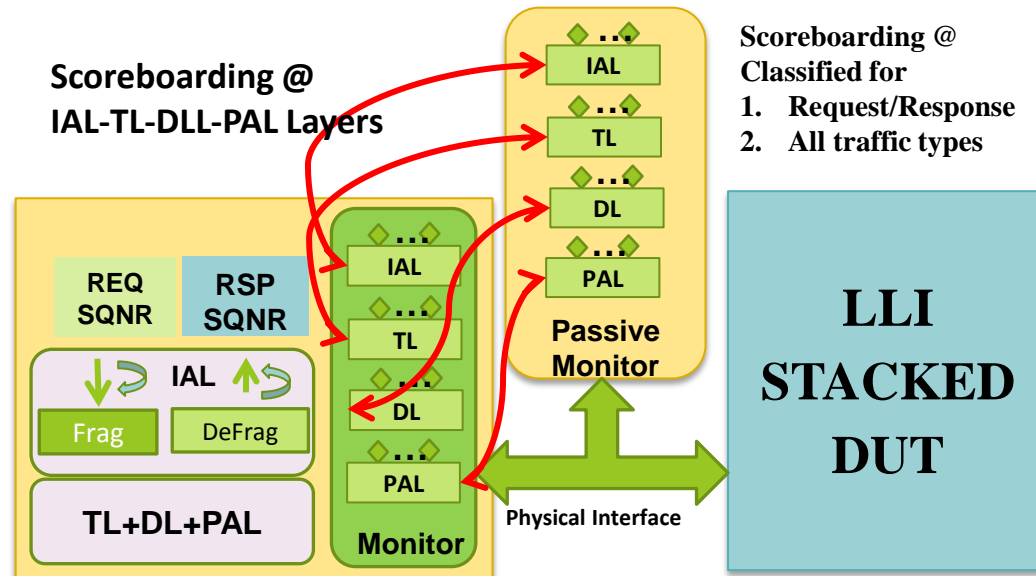 Scoreboarding @
IAL-TL-DLL-PAL Layers
...
IAL
...
TL
...
DL
...
PAL
Passive
Monitor
Scoreboarding @
Classified for
1. Request/Response
2. All traffic types
REQ
SQNR
RSP
SQNR
IAL
Frag
DeFrag
TL+DL+PAL
...
IAL
...
TL
...
DL
...
PAL
Monitor
Physical Interface
LLI
STACKED
DUT